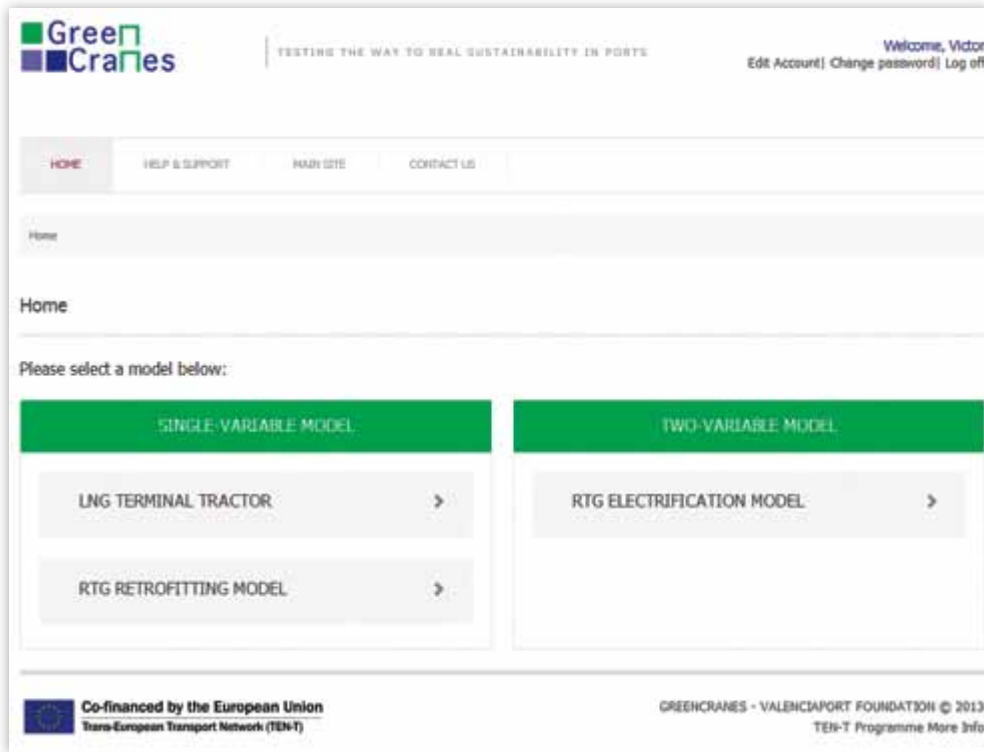 Green
Cranes
TESTING THE WAY TO REAL SUSTAINABILITY IN PORTS
Welcome, Victor
Edit Account| Change password| Log off
HOME
HELP & SUPPORT
MAIN SITE
CONTACT US
Home
Home
Please select a model below:
SINGLE-VARIABLE MODEL
LNG TERMINAL TRACTOR
RTG RETROFITTING MODEL
TWO-VARIABLE MODEL
RTG ELECTRIFICATION MODEL
Co-financed by the European Union
Trans-European Transport Network (TEN-T)
GREENCRANES - VALENCIAPORT FOUNDATION © 2013
TEN-T Programme More Info